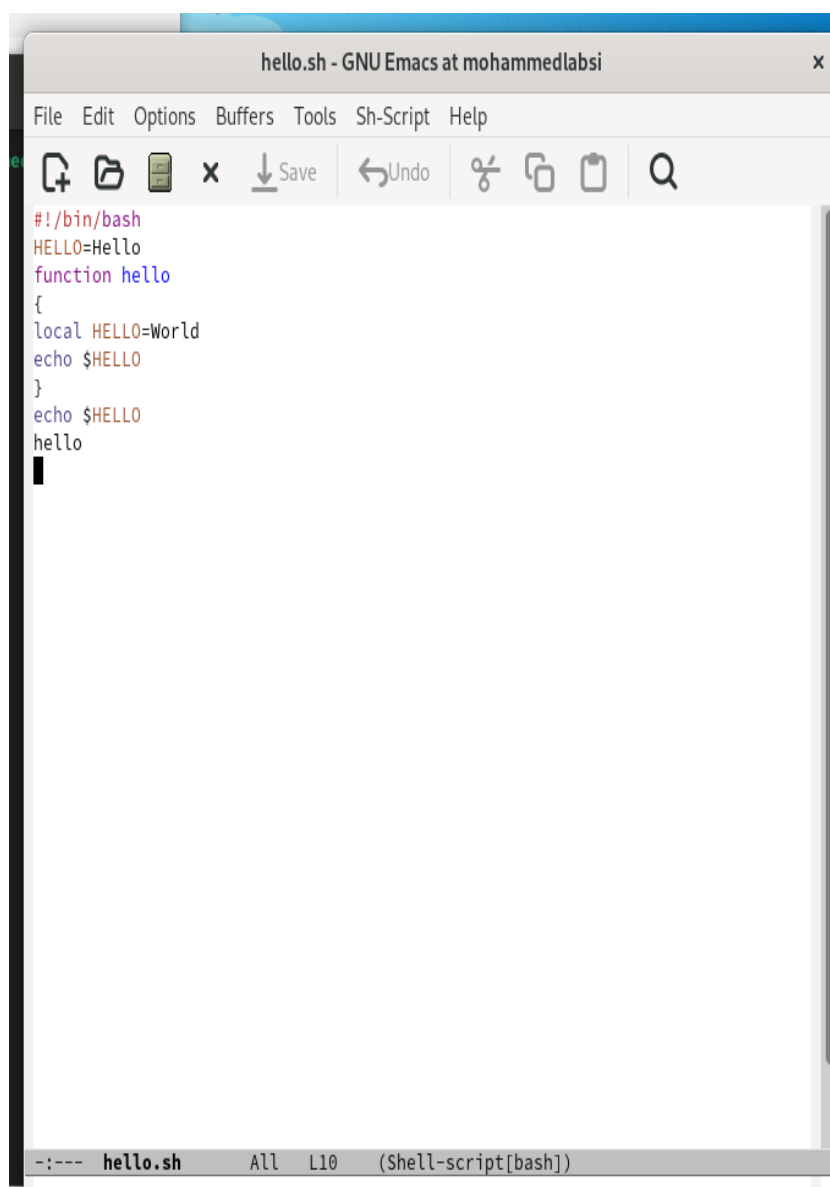 hello.sh - GNU Emacs at mohammedlabsi x
File Edit Options Buffers Tools Sh-Script Help
Save Undo
#!/bin/bash
HELLO=Hello
function hello
{
local HELLO=World
echo $HELLO
}
echo $HELLO
hello
-:--- hello.sh All L10 (Shell-script[bash])